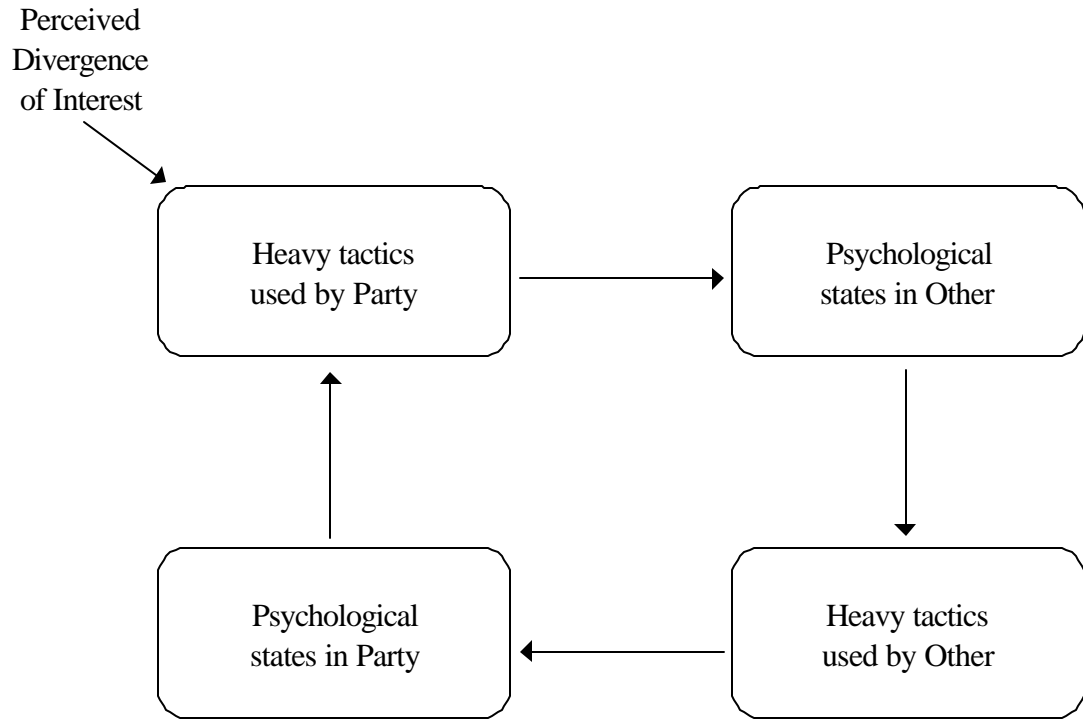 Perceived
Divergence
of Interest
Heavy tactics
used by Party
Psychological
states in Other
Psychological
states in Party
Heavy tactics
used by Other